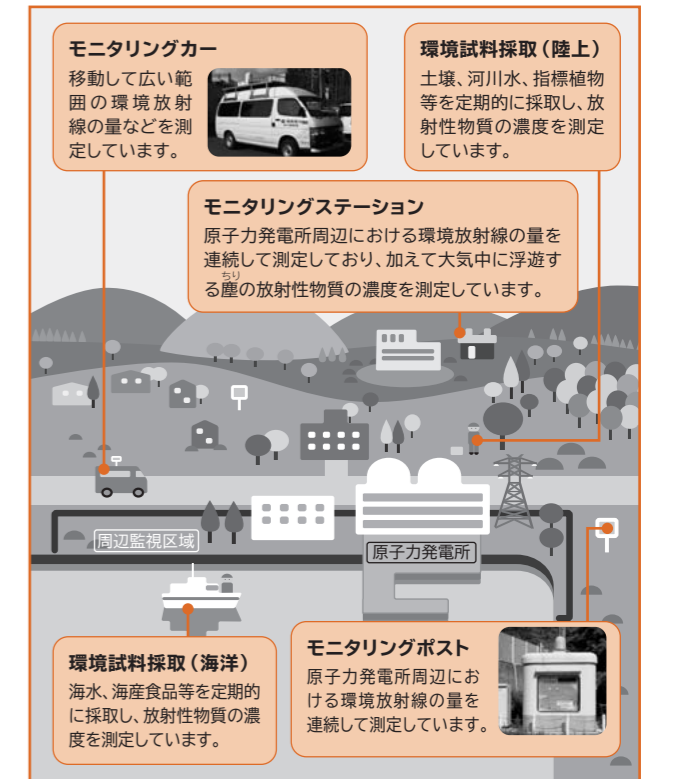 モニタリングカー
移動して広い範
囲の環境放射
線の量などを測
定しています。
環境試料採取（陸上）
土壌、河川水、指標植物
等を定期的に採取し、放
射性物質の濃度を測定
しています。
モニタリングステーション
原子力発電所周辺における環境放射線の量を
連続して測定しており、加えて大気中に浮遊す
ちり
る塵の放射性物質の濃度を測定しています。
周辺監視区域
原子力発電所
環境試料採取（海洋）
海水、海産食品等を定期的
に採取し、放射性物質の濃
度を測定しています。
モニタリングポスト
原子力発電所周辺にお
ける環境放射線の量を
連続して測定しています。